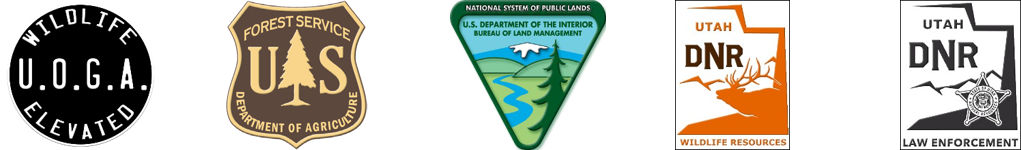 WILDLIFE
U.O.G.A.
ELEVATED
FOREST SERVICE
U S
DEPARTMENT OF AGRICULTURE
NATIONAL SYSTEM OF PUBLIC LANDS
U.S. DEPARTMENT OF THE INTERIOR
BUREAU OF LAND MANAGEMENT
UTAH
DNR
WILDLIFE RESOURCES
UTAH
DNR
LAW ENFORCEMENT